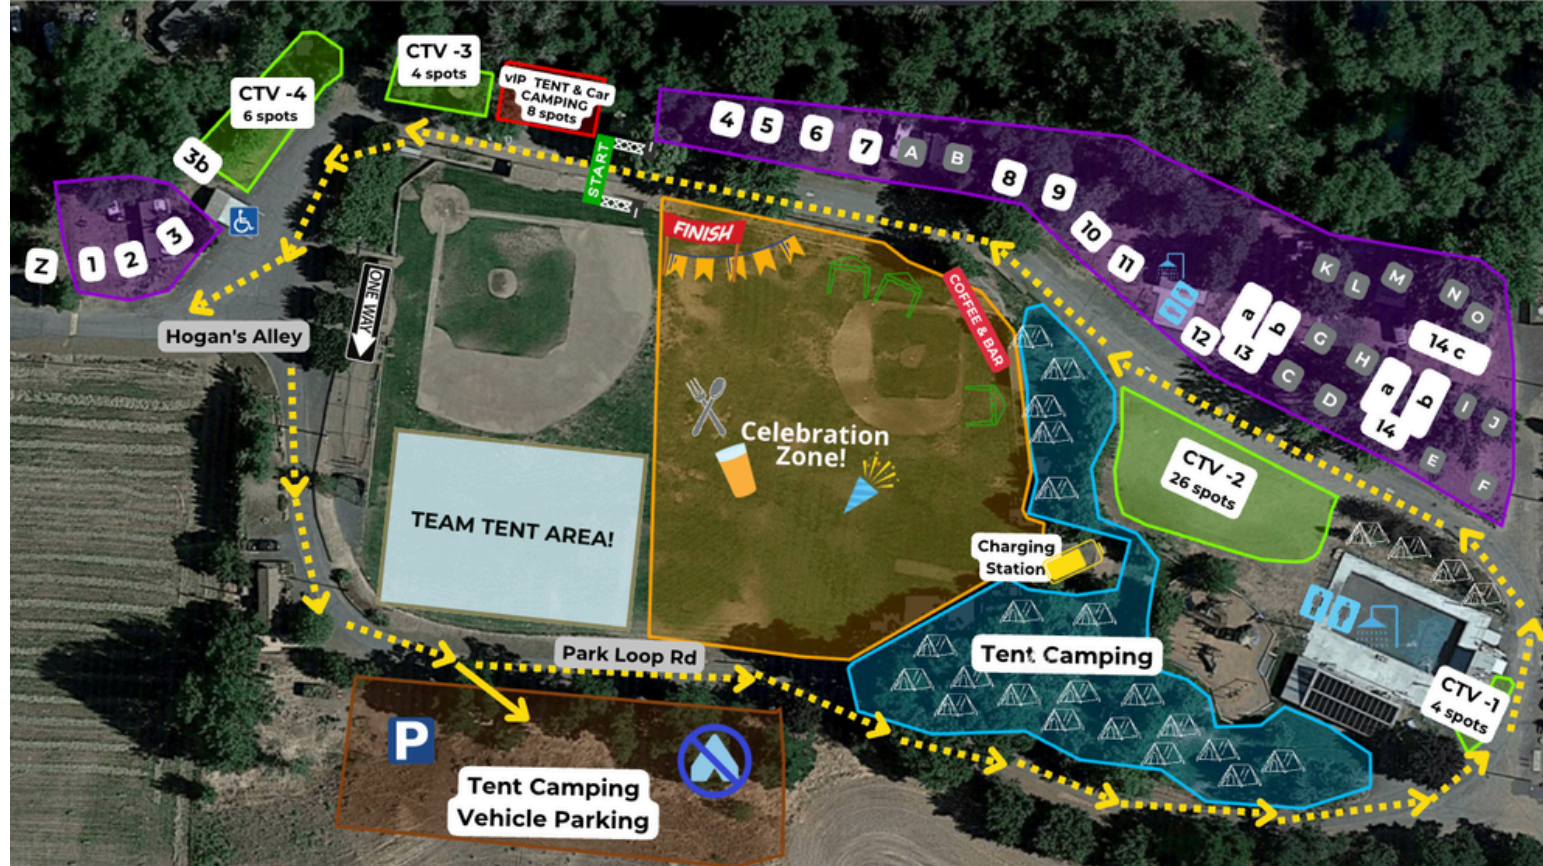 CTV -3
4 spots
vIP TENT & Car
CAMPING
8 spots
CTV -4
6 spots
3b
START
4
5
6
7
A
B
8
9
10
11
Z
1
2
3
FINISH
ONE WAY
Hogan's Alley
COFFEE & BAR
K
L
M
N
O
12
a
b
13
G
H
C
D
14 c
a
b
14
I
J
E
F
Celebration
Zone!
CTV -2
26 spots
TEAM TENT AREA!
Charging
Station
Park Loop Rd
Tent Camping
CTV -1
4 spots
P
Tent Camping
Vehicle Parking